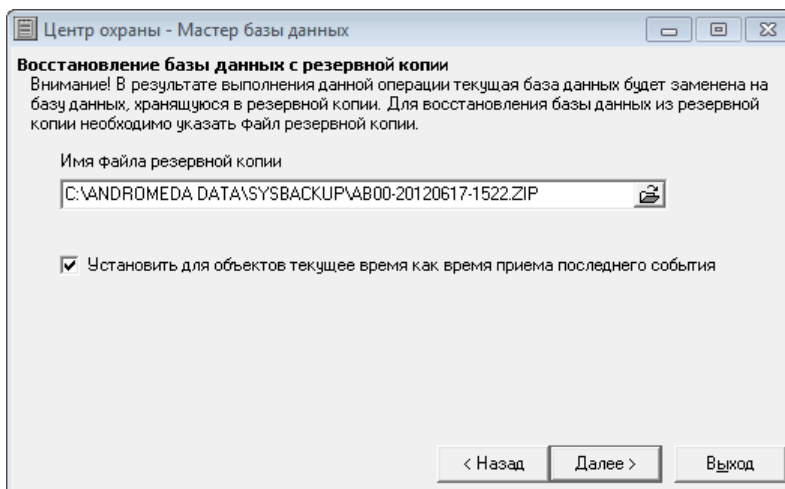 Центр охраны - Мастер базы данных
Восстановление базы данных с резервной копии
Внимание! В результате выполнения данной операции текущая база данных будет заменена на
базу данных, хранящуюся в резервной копии. Для восстановления базы данных из резервной
копии необходимо указать файл резервной копии.
Имя файла резервной копии
C:\ANDROMEDA DATA\SYSBACKUP\AB00-20120617-1522.ZIP
Установить для объектов текущее время как время приема последнего события
< Назад Далее > Выход